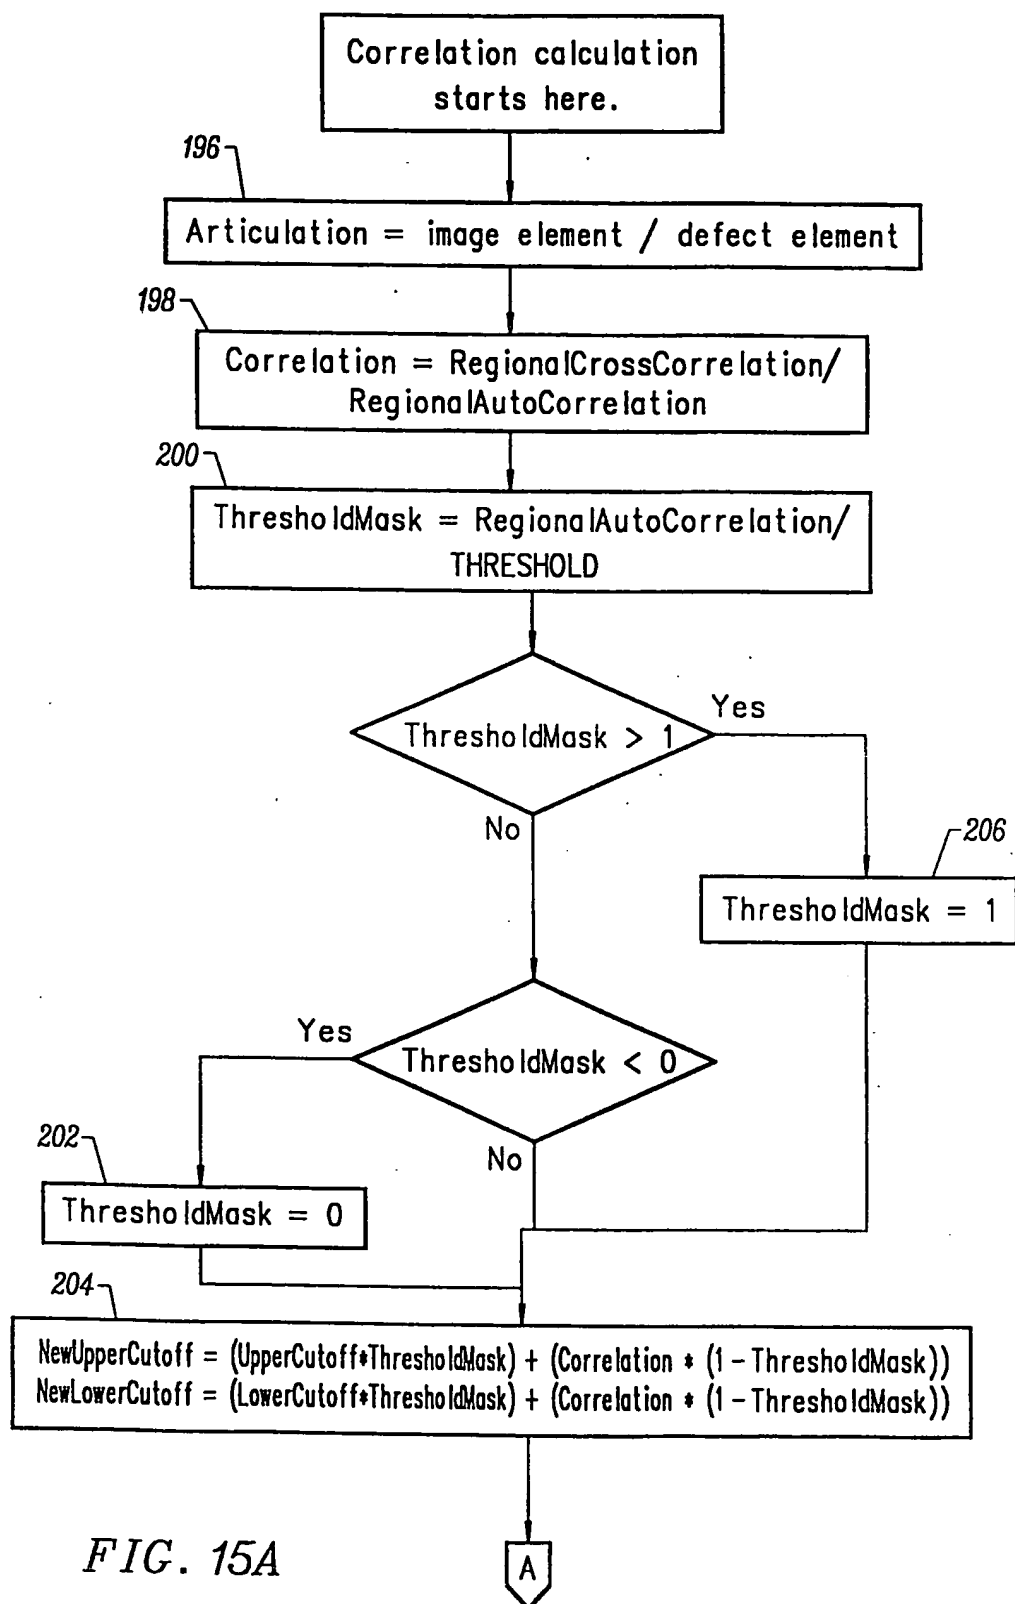 Correlation calculation
starts here.
196
Articulation = image element / defect element
198
Correlation = RegionalCrossCorrelation/
RegionalAutoCorrelation
200
ThresholdMask = RegionalAutoCorrelation/
THRESHOLD
ThresholdMask > 1
Yes
No
206
ThresholdMask = 1
ThresholdMask < 0
Yes
No
202
ThresholdMask = 0
204
NewUpperCutoff = (UpperCutoff*ThresholdMask) + (Correlation * (1 - ThresholdMask))
NewLowerCutoff = (LowerCutoff*ThresholdMask) + (Correlation * (1 - ThresholdMask))
A
FIG. 15A